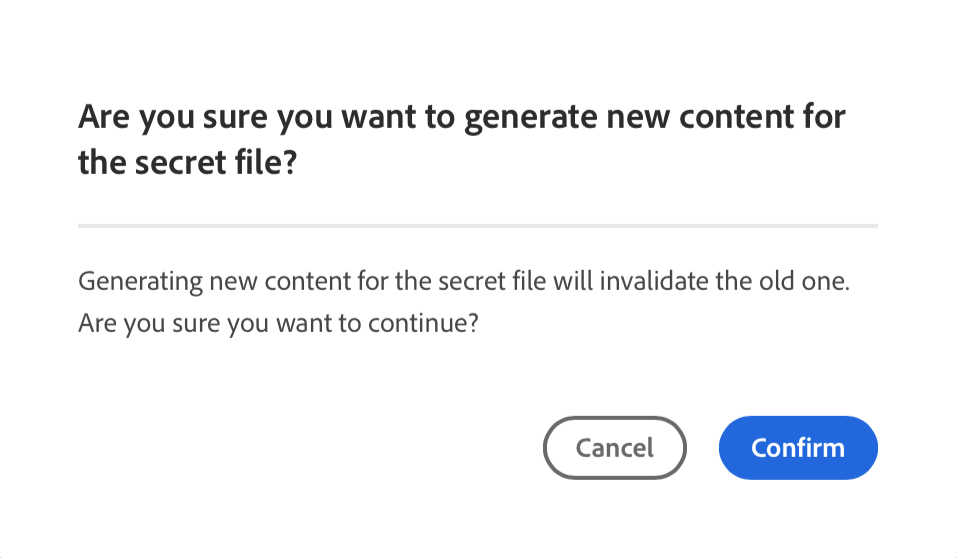 Are you sure you want to generate new content for
the secret file?
Generating new content for the secret file will invalidate the old one.
Are you sure you want to continue?
Cancel
Confirm